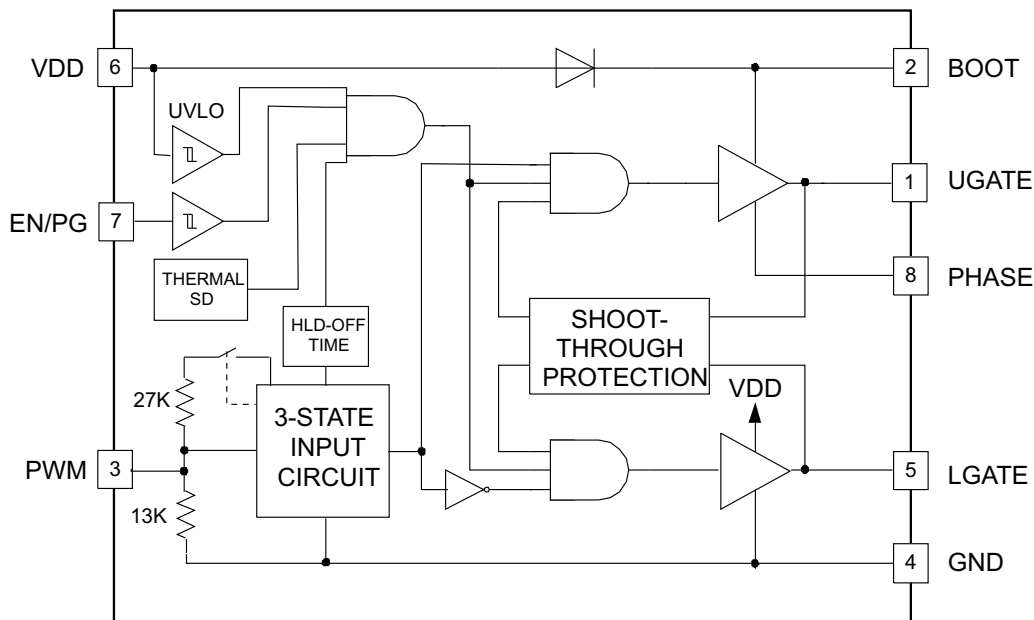 VDD
6
2
BOOT
UVLO
1
UGATE
EN/PG
7
THERMAL
SD
8
PHASE
HLD-OFF
TIME
SHOOT-
THROUGH
PROTECTION
27K
VDD
3-STATE
INPUT
CIRCUIT
PWM
3
5
LGATE
13K
4
GND